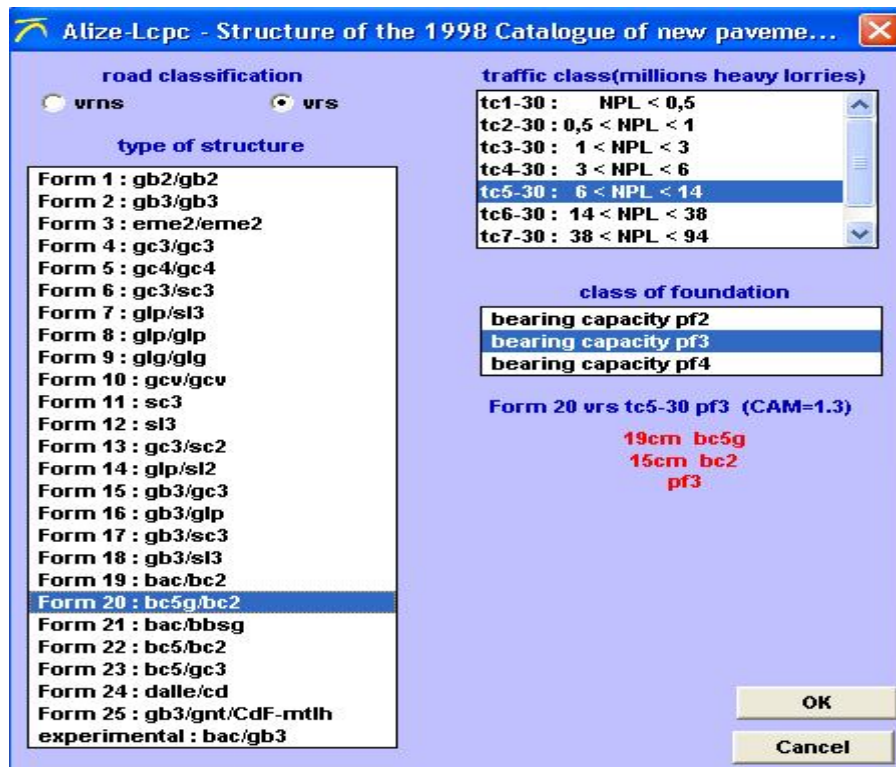 Alize-Lcpc - Structure of the 1998 Catalogue of new paveme...
road classification
vrns
vrs
type of structure
Form 1 : gb2/gb2
Form 2 : gb3/gb3
Form 3 : eme2/eme2
Form 4 : gc3/gc3
Form 5 : gc4/gc4
Form 6 : gc3/sc3
Form 7 : glp/sl3
Form 8 : glp/glp
Form 9 : glg/glg
Form 10 : gcv/gcv
Form 11 : sc3
Form 12 : sl3
Form 13 : gc3/sc2
Form 14 : glp/sl2
Form 15 : gb3/gc3
Form 16 : gb3/glp
Form 17 : gb3/sc3
Form 18 : gb3/sl3
Form 19 : bac/bc2
Form 20 : bc5g/bc2
Form 21 : bac/bbsg
Form 22 : bc5/bc2
Form 23 : bc5/gc3
Form 24 : dalle/cd
Form 25 : gb3/gnt/CdF-mtlh
experimental : bac/gb3
traffic class(millions heavy lorries)
tc1-30 : NPL < 0,5
tc2-30 : 0,5 < NPL < 1
tc3-30 : 1 < NPL < 3
tc4-30 : 3 < NPL < 6
tc5-30 : 6 < NPL < 14
tc6-30 : 14 < NPL < 38
tc7-30 : 38 < NPL < 94
class of foundation
bearing capacity pf2
bearing capacity pf3
bearing capacity pf4
Form 20 vrs tc5-30 pf3 (CAM=1.3)
19cm bc5g
15cm bc2
pf3
OK
Cancel